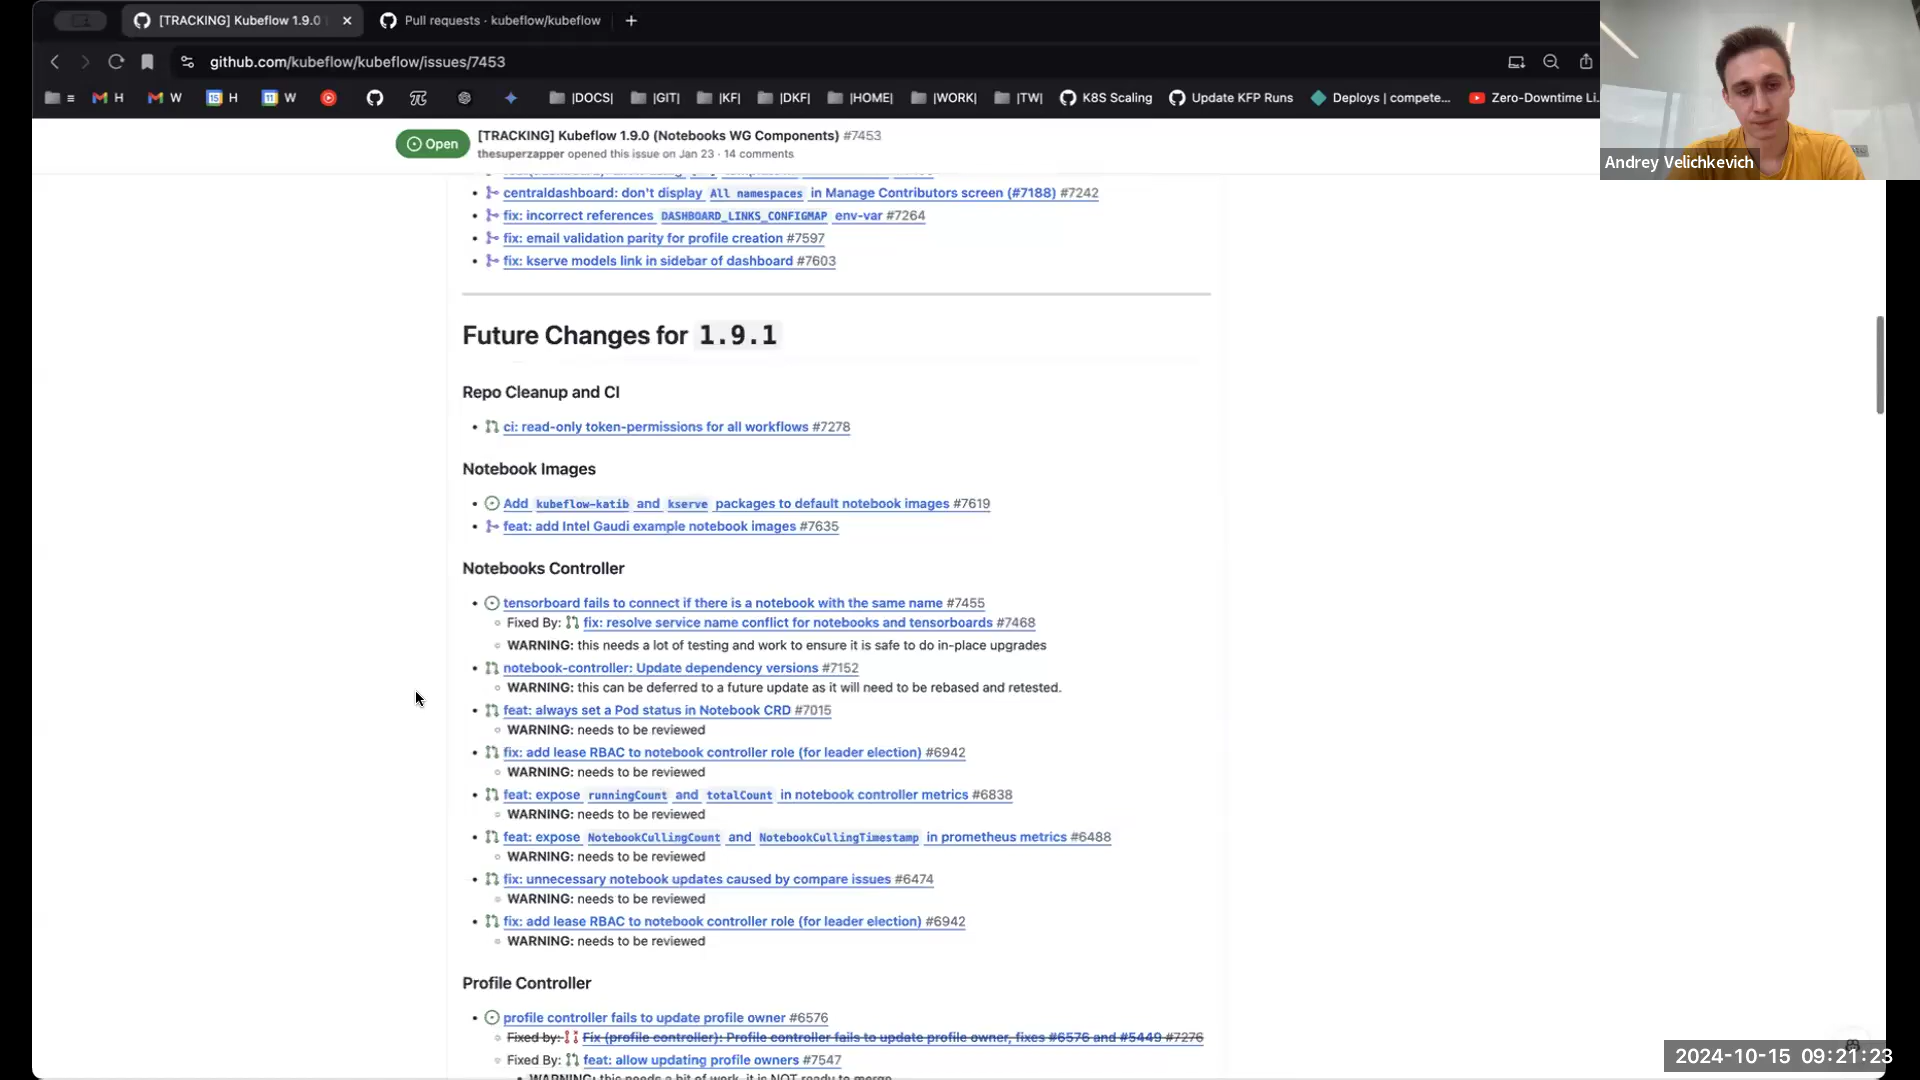 [TRACKING] Kubeflow 1.9.0
Pull requests · kubeflow/kubeflow
github.com/kubeflow/kubeflow/issues/7453
H
W
H
W
|DOCS|
|GIT|
|KF|
|DKF|
|HOME|
|WORK|
|TW|
K8S Scaling
Update KFP Runs
Deploys | compete...
Zero-Downtime Li...
Andrey Velichkevich
Open
[TRACKING] Kubeflow 1.9.0 (Notebooks WG Components) #7453
thesuperzapper opened this issue on Jan 23 · 14 comments
centraldashboard: don't display All namespaces in Manage Contributors screen (#7188) #7242
fix: incorrect references DASHBOARD_LINKS_CONFIGMAP env-var #7264
fix: email validation parity for profile creation #7597
fix: kserve models link in sidebar of dashboard #7603
Future Changes for 1.9.1
Repo Cleanup and CI
ci: read-only token-permissions for all workflows #7278
Notebook Images
Add kubeflow-katib and kserve packages to default notebook images #7619
feat: add Intel Gaudi example notebook images #7635
Notebooks Controller
tensorboard fails to connect if there is a notebook with the same name #7455
Fixed By: fix: resolve service name conflict for notebooks and tensorboards #7468
WARNING: this needs a lot of testing and work to ensure it is safe to do in-place upgrades
notebook-controller: Update dependency versions #7152
WARNING: this can be deferred to a future update as it will need to be rebased and retested.
feat: always set a Pod status in Notebook CRD #7015
WARNING: needs to be reviewed
fix: add lease RBAC to notebook controller role (for leader election) #6942
WARNING: needs to be reviewed
feat: expose runningCount and totalCount in notebook controller metrics #6838
WARNING: needs to be reviewed
feat: expose NotebookCullingCount and NotebookCullingTimestamp in prometheus metrics #6488
WARNING: needs to be reviewed
fix: unnecessary notebook updates caused by compare issues #6474
WARNING: needs to be reviewed
fix: add lease RBAC to notebook controller role (for leader election) #6942
WARNING: needs to be reviewed
Profile Controller
profile controller fails to update profile owner #6576
Fixed by: Fix (profile controller): Profile controller fails to update profile owner, fixes #6576 and #5449 #7276
Fixed By: feat: allow updating profile owners #7547
WARNING: this needs a bit of work, it is NOT ready to merge
2024-10-15 09:21:23